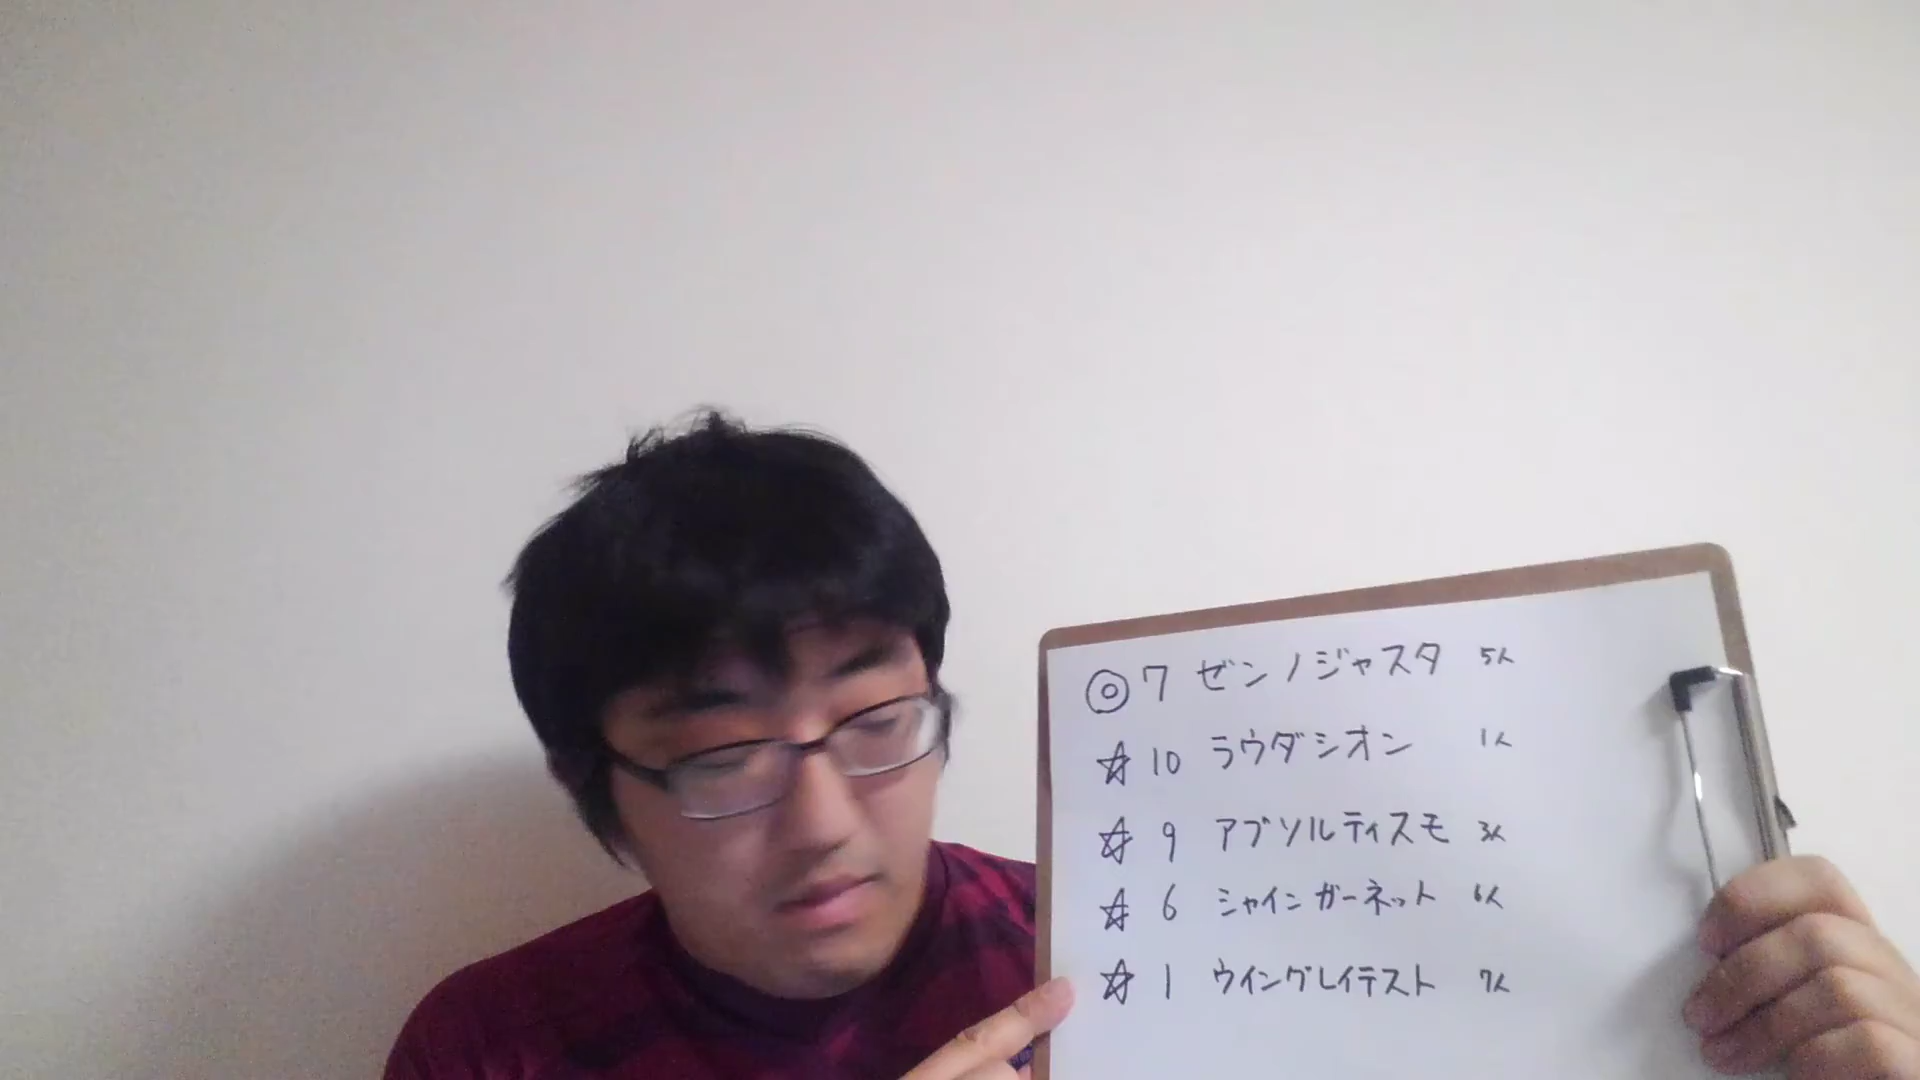 ◎ 7 ゼンノジャスタ 5人
☆ 10 ラウダシオン 1人
☆ 9 アブソルティスモ 3人
☆ 6 シャインガーネット 6人
☆ 1 ウイングレイテスト 7人